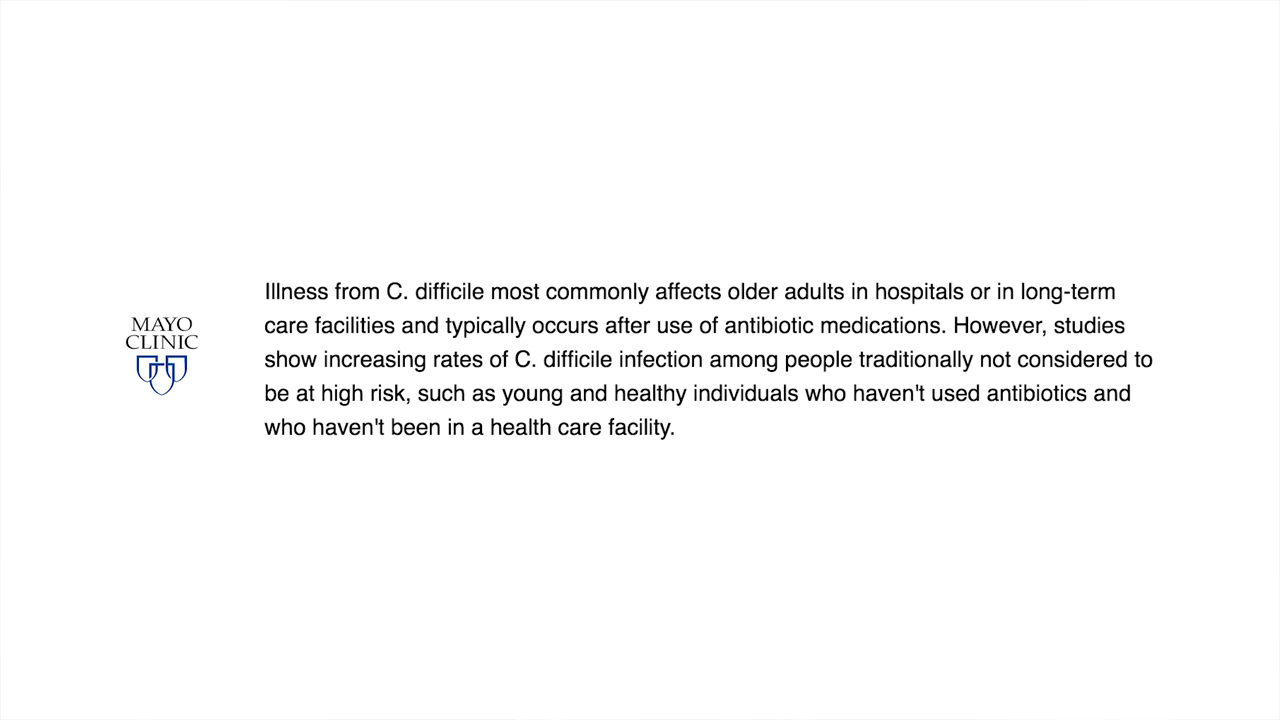 MAYO
CLINIC
Illness from C. difficile most commonly affects older adults in hospitals or in long-term
care facilities and typically occurs after use of antibiotic medications. However, studies
show increasing rates of C. difficile infection among people traditionally not considered to
be at high risk, such as young and healthy individuals who haven't used antibiotics and
who haven't been in a health care facility.